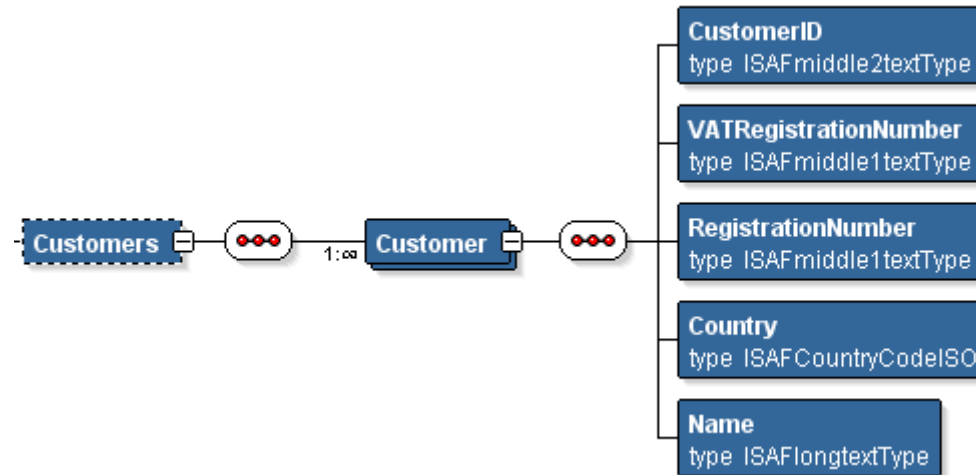 CustomerID
type ISAFmiddle2textType
VATRegistrationNumber
type ISAFmiddle1textType
Customers
1:∞
Customer
RegistrationNumber
type ISAFmiddle1textType
Country
type ISAFCountryCodeISO
Name
type ISAFlongtextType